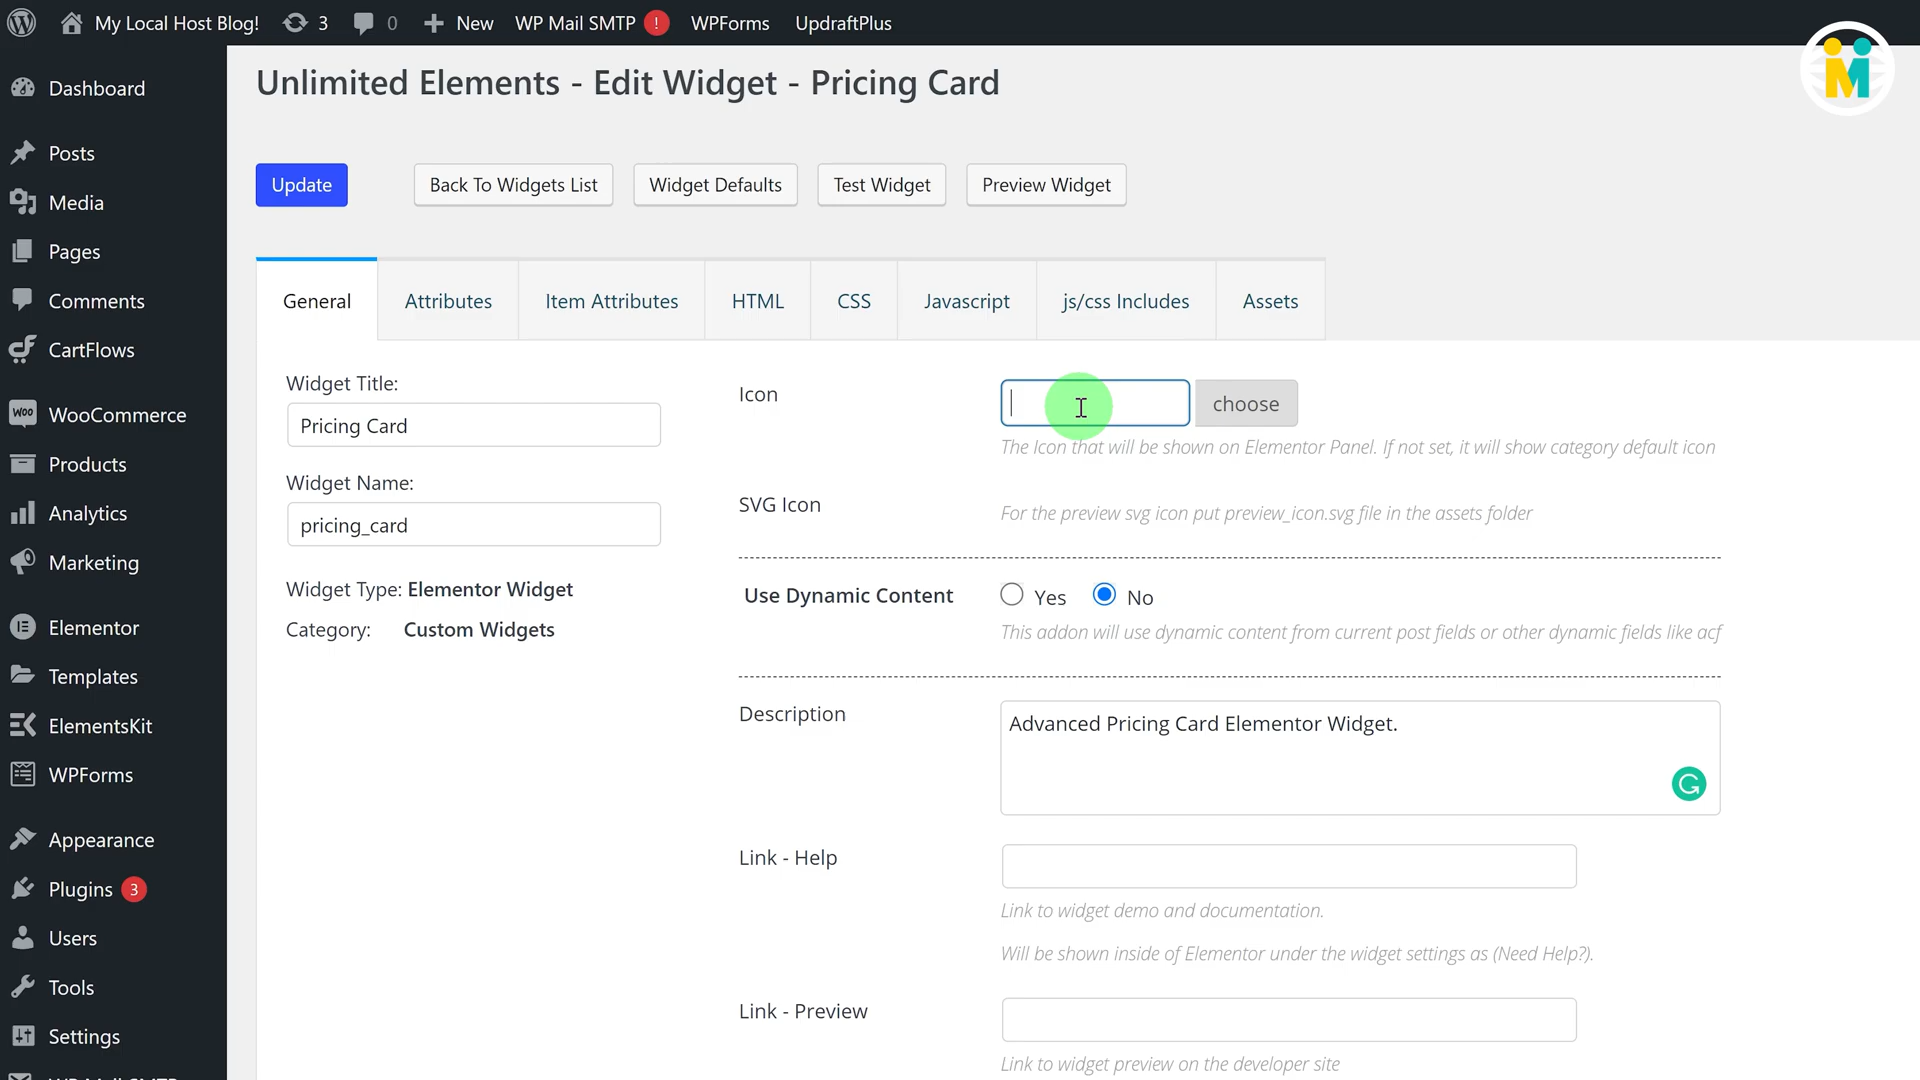 My Local Host Blog! 3 0 New WP Mail SMTP ! WPForms UpdraftPlus
M
Unlimited Elements - Edit Widget - Pricing Card
Dashboard
Posts
Media
Pages
Comments
CartFlows
WooCommerce
Products
Analytics
Marketing
Elementor
Templates
ElementsKit
WPForms
Appearance
Plugins 3
Users
Tools
Settings
Update Back To Widgets List Widget Defaults Test Widget Preview Widget
General Attributes Item Attributes HTML CSS Javascript js/css Includes Assets
Widget Title:
Pricing Card
Widget Name:
pricing_card
Widget Type: Elementor Widget
Category: Custom Widgets
Icon choose
The Icon that will be shown on Elementor Panel. If not set, it will show category default icon
SVG Icon For the preview svg icon put preview_icon.svg file in the assets folder
Use Dynamic Content Yes No
This addon will use dynamic content from current post fields or other dynamic fields like acf
Description Advanced Pricing Card Elementor Widget.
Link - Help
Link to widget demo and documentation.
Will be shown inside of Elementor under the widget settings as (Need Help?).
Link - Preview
Link to widget preview on the developer site